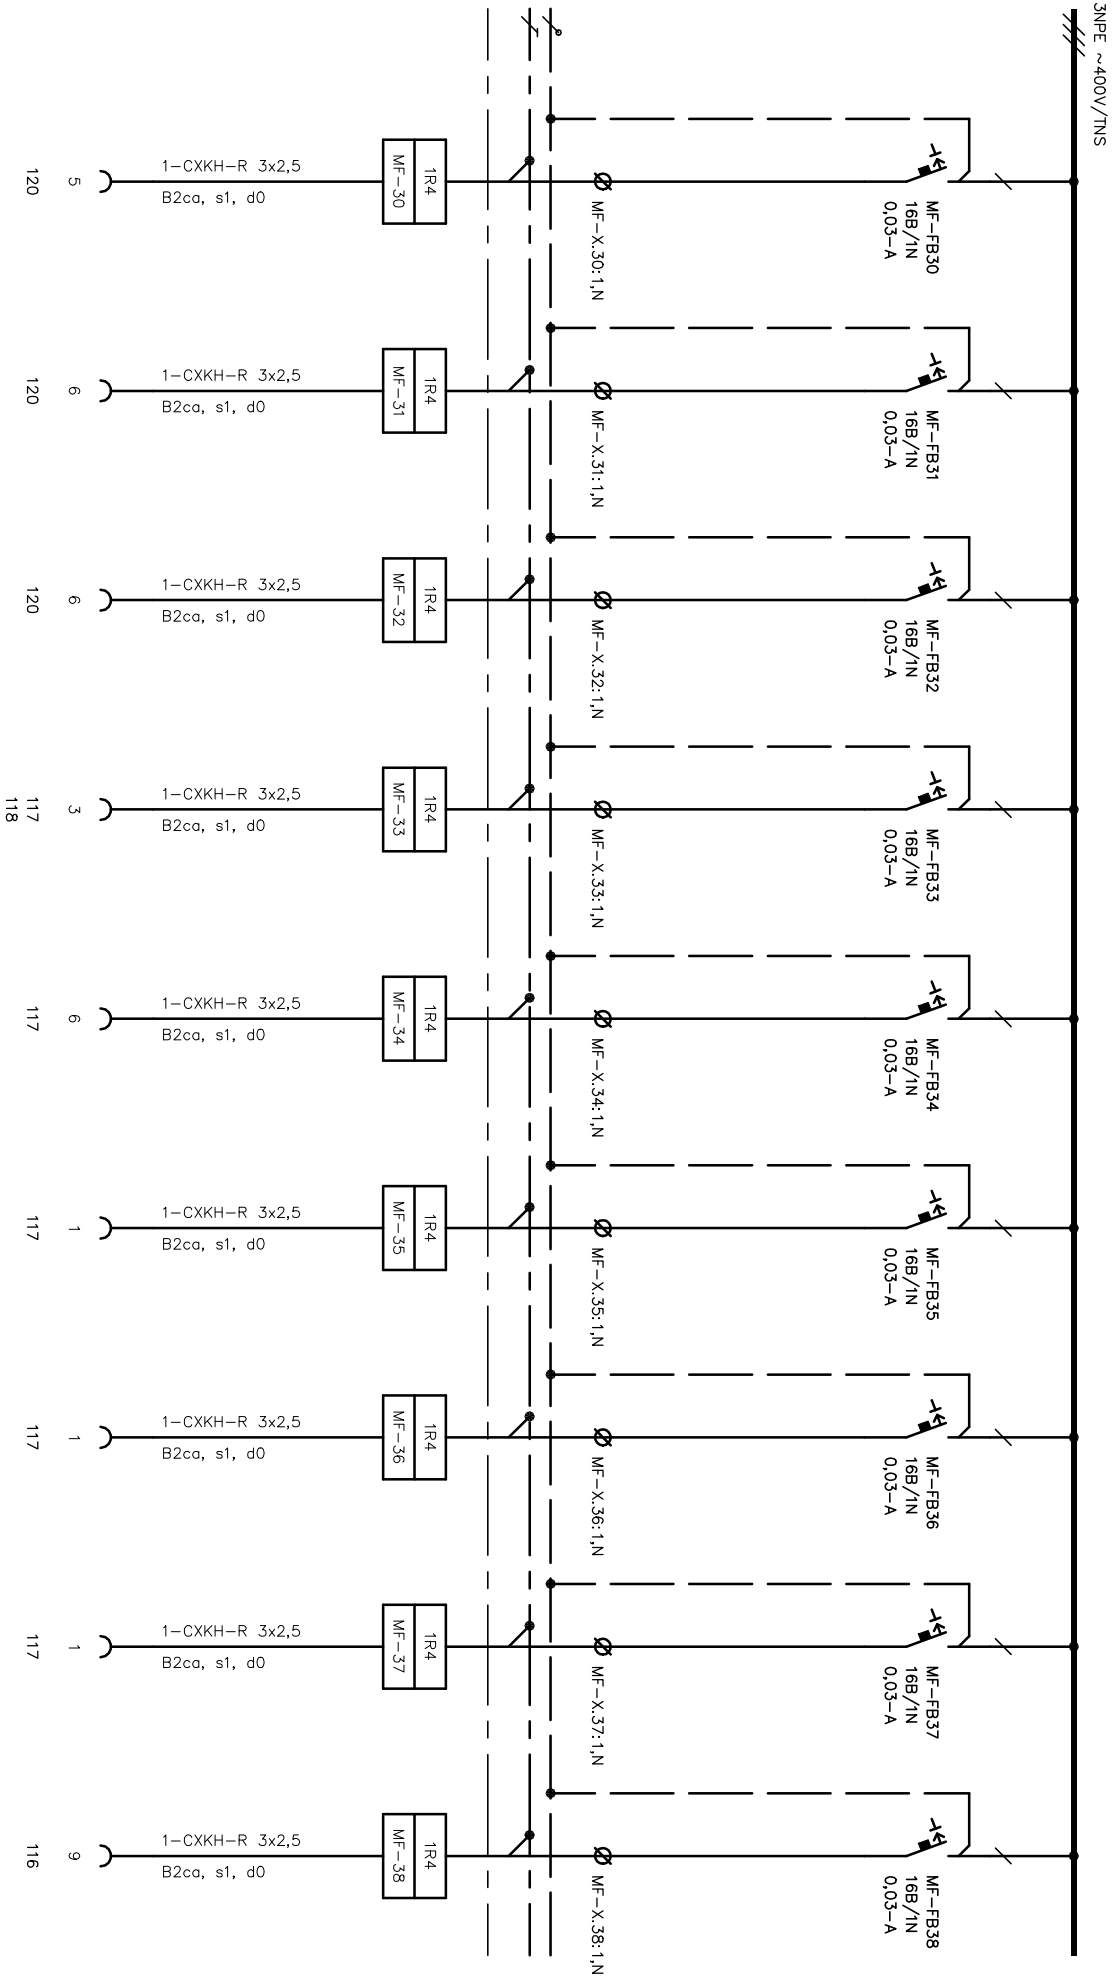 3NPE ~400V/TNS
MF-FB30
16B/1N
0,03-A
MF-X.30:1,N
1R4
MF-30
1-CXKH-R 3x2,5
B2ca, s1, d0
5
120
MF-FB31
16B/1N
0,03-A
MF-X.31:1,N
1R4
MF-31
1-CXKH-R 3x2,5
B2ca, s1, d0
6
120
MF-FB32
16B/1N
0,03-A
MF-X.32:1,N
1R4
MF-32
1-CXKH-R 3x2,5
B2ca, s1, d0
6
120
MF-FB33
16B/1N
0,03-A
MF-X.33:1,N
1R4
MF-33
1-CXKH-R 3x2,5
B2ca, s1, d0
3
117
118
MF-FB34
16B/1N
0,03-A
MF-X.34:1,N
1R4
MF-34
1-CXKH-R 3x2,5
B2ca, s1, d0
6
117
MF-FB35
16B/1N
0,03-A
MF-X.35:1,N
1R4
MF-35
1-CXKH-R 3x2,5
B2ca, s1, d0
1
117
MF-FB36
16B/1N
0,03-A
MF-X.36:1,N
1R4
MF-36
1-CXKH-R 3x2,5
B2ca, s1, d0
1
117
MF-FB37
16B/1N
0,03-A
MF-X.37:1,N
1R4
MF-37
1-CXKH-R 3x2,5
B2ca, s1, d0
1
117
MF-FB38
16B/1N
0,03-A
MF-X.38:1,N
1R4
MF-38
1-CXKH-R 3x2,5
B2ca, s1, d0
9
116